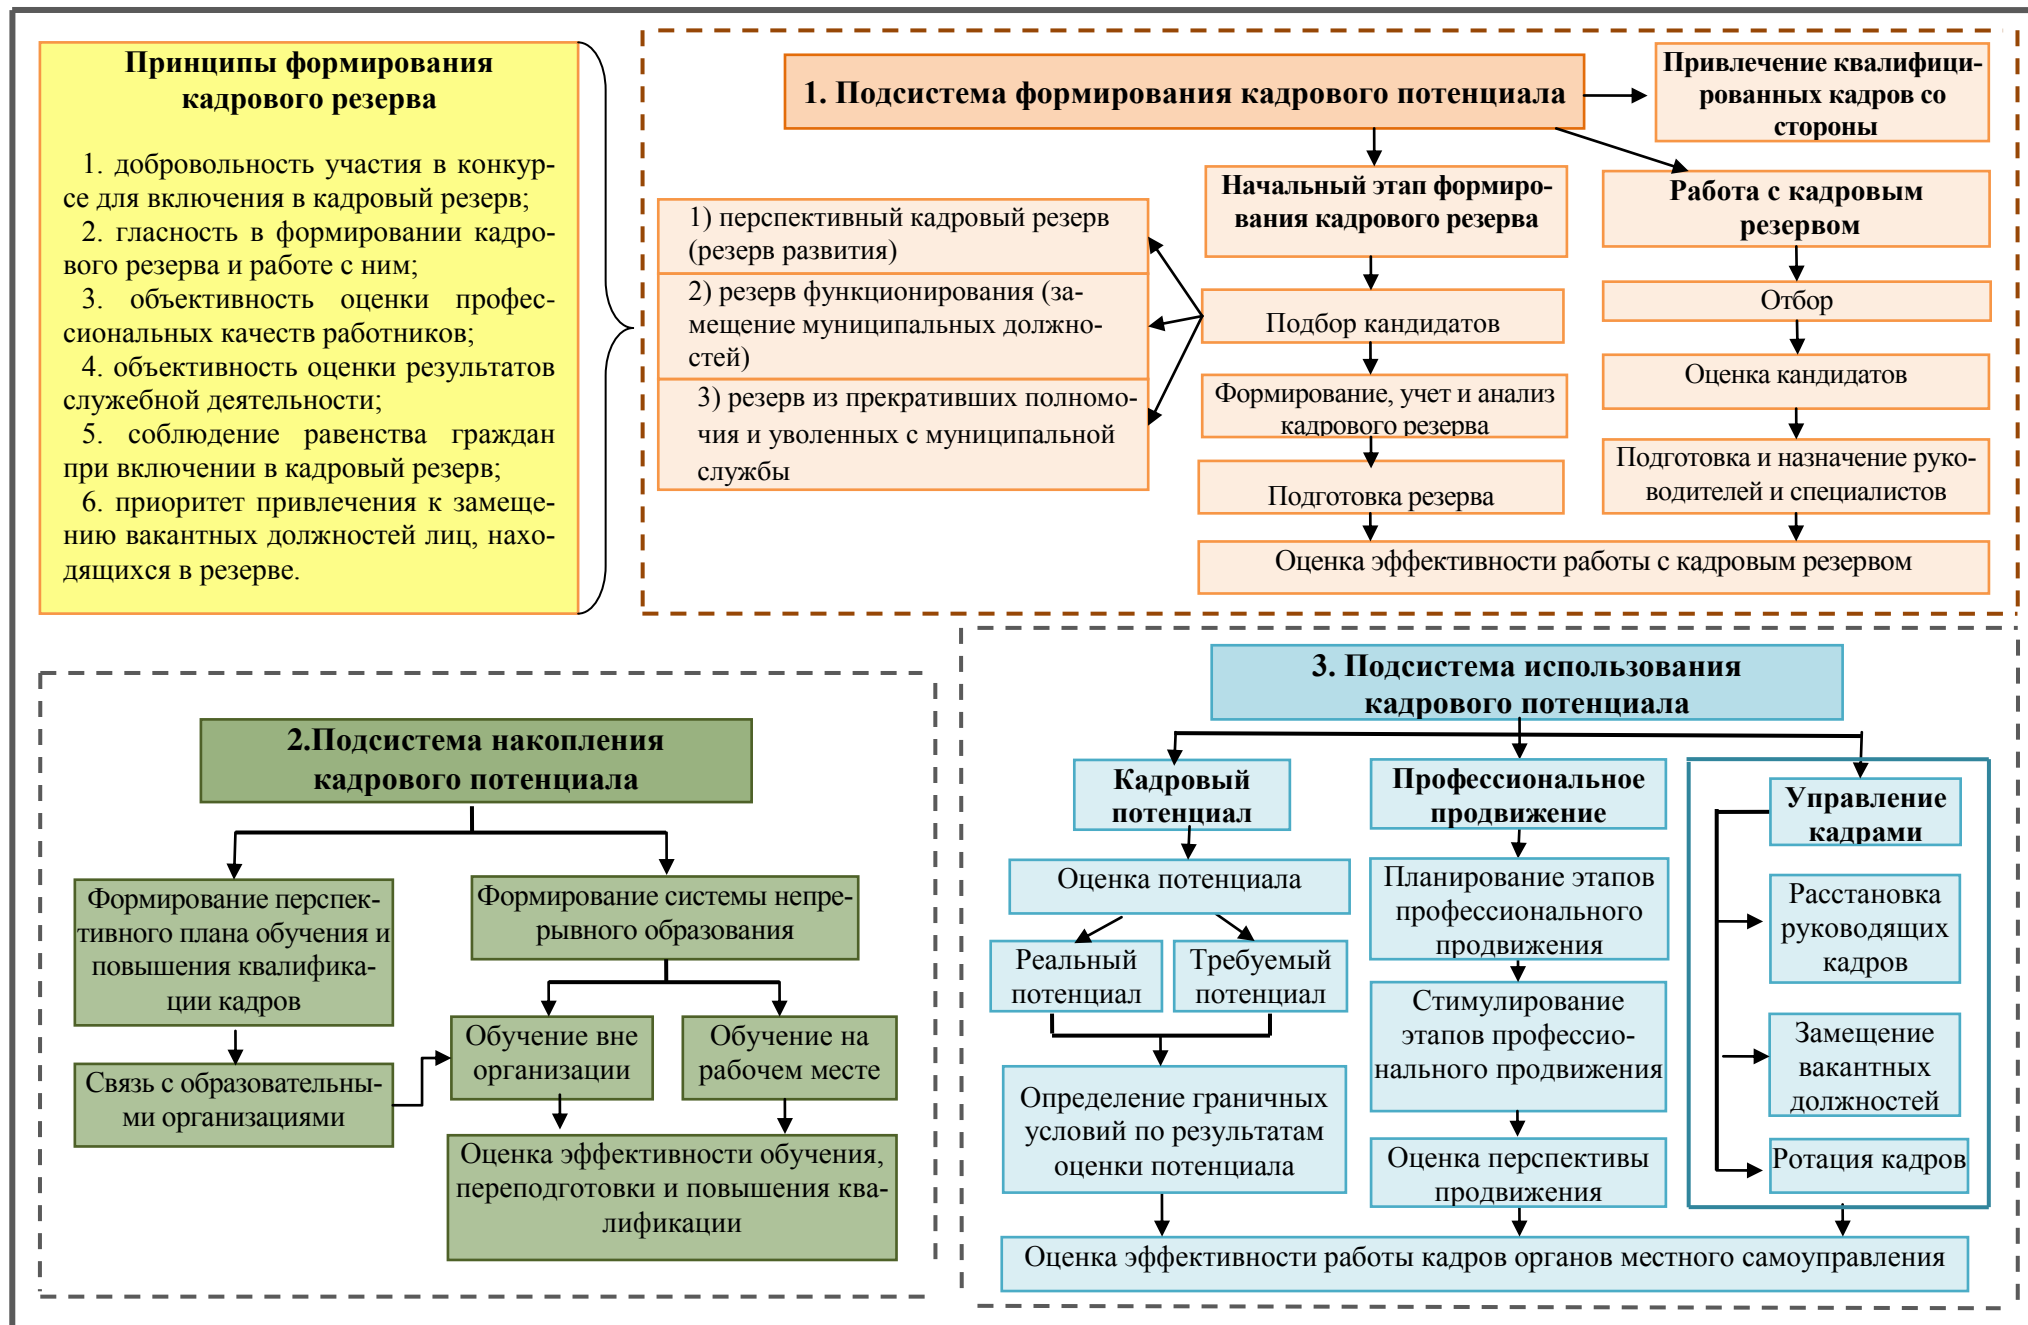 Принципы формирования
кадрового резерва
1. добровольность участия в конкур-
се для включения в кадровый резерв;
2. гласность в формировании кадро-
вого резерва и работе с ним;
3. объективность оценки профес-
сиональных качеств работников;
4. объективность оценки результатов
служебной деятельности;
5. соблюдение равенства граждан
при включении в кадровый резерв;
6. приоритет привлечения к замеще-
нию вакантных должностей лиц, нахо-
дящихся в резерве.
1. Подсистема формирования кадрового потенциала
Привлечение квалифици-
рованных кадров со
стороны
Начальный этап формиро-
вания кадрового резерва
Работа с кадровым
резервом
1) перспективный кадровый резерв
(резерв развития)
2) резерв функционирования (за-
мещение муниципальных должно-
стей)
3) резерв из прекративших полномо-
чия и уволенных с муниципальной
службы
Подбор кандидатов
Формирование, учет и анализ
кадрового резерва
Подготовка резерва
Отбор
Оценка кандидатов
Подготовка и назначение руко-
водителей и специалистов
Оценка эффективности работы с кадровым резервом
2.Подсистема накопления
кадрового потенциала
Формирование перспек-
тивного плана обучения и
повышения квалифика-
ции кадров
Формирование системы непре-
рывного образования
Связь с образовательны-
ми организациями
Обучение вне
организации
Обучение на
рабочем месте
Оценка эффективности обучения,
переподготовки и повышения ква-
лификации
3. Подсистема использования
кадрового потенциала
Кадровый
потенциал
Оценка потенциала
Реальный
потенциал
Требуемый
потенциал
Определение граничных
условий по результатам
оценки потенциала
Профессиональное
продвижение
Планирование этапов
профессионального
продвижения
Стимулирование
этапов профессио-
нального продвижения
Оценка перспективы
продвижения
Управление
кадрами
Расстановка
руководящих
кадров
Замещение
вакантных
должностей
Ротация кадров
Оценка эффективности работы кадров органов местного самоуправления